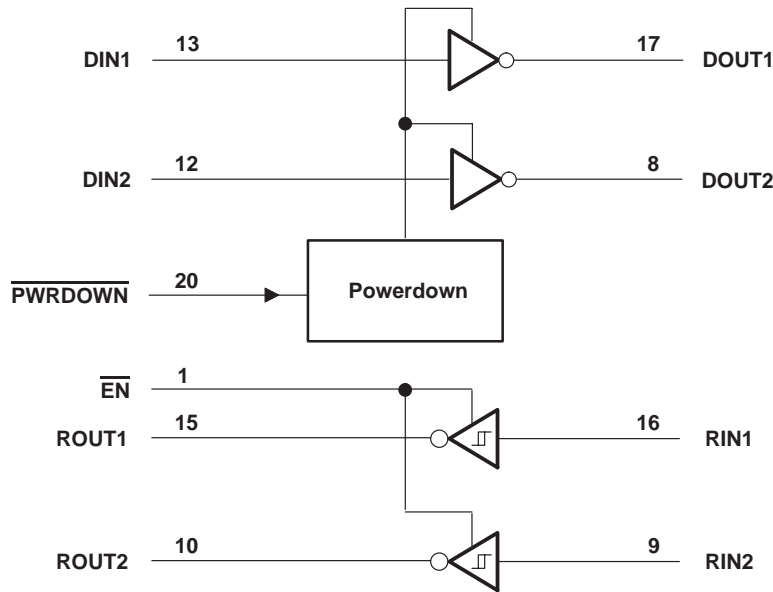 DIN1 13 17 DOUT1
DIN2 12 8 DOUT2
PWRDOWN 20 Powerdown
EN 1
ROUT1 15 16 RIN1
ROUT2 10 9 RIN2